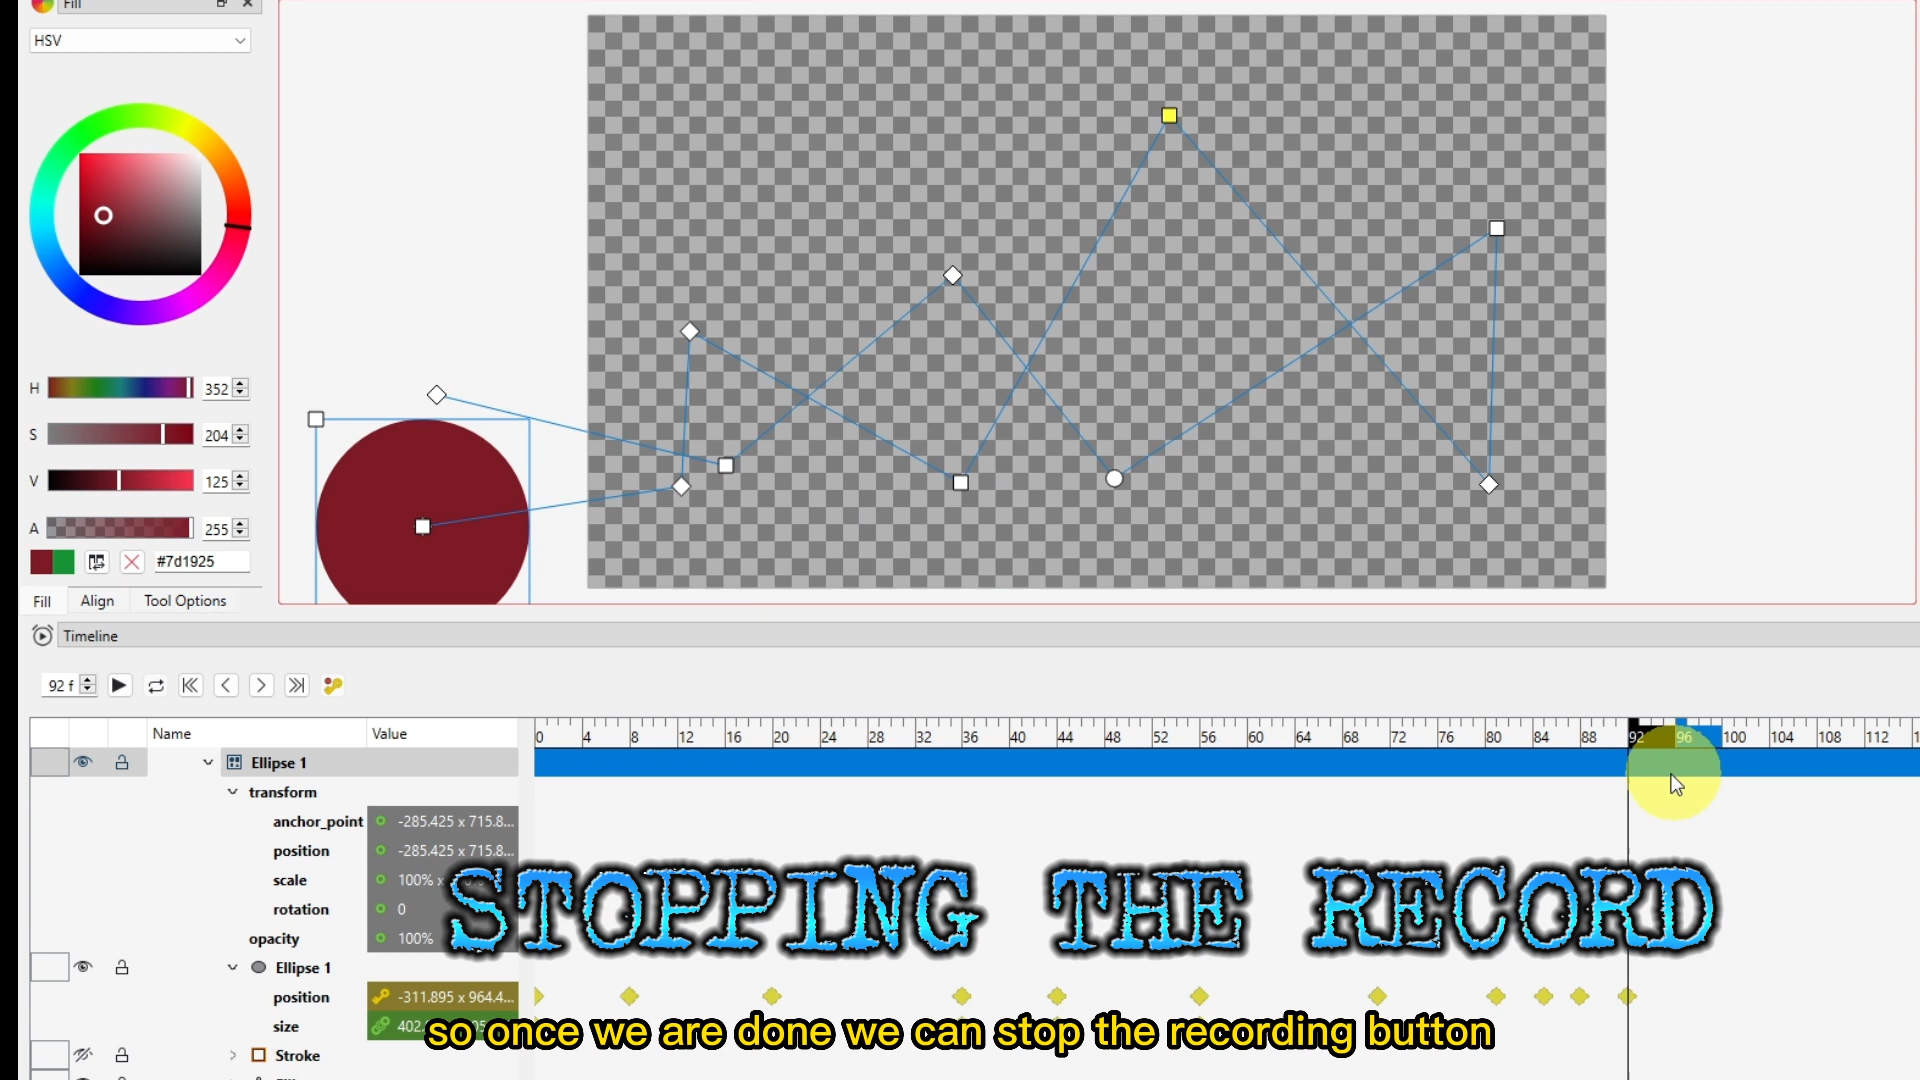 Fill
HSV
H 352
S 204
V 125
A 255
#7d1925
Fill Align Tool Options
Timeline
92 f
Name Value
0 4 8 12 16 20 24 28 32 36 40 44 48 52 56 60 64 68 72 76 80 84 88 92 96 100 104 108 112
Ellipse 1
transform
anchor_point -285.425 x 715.8...
position -285.425 x 715.8...
scale 100% x
rotation 0
opacity 100%
STOPPING THE RECORD
Ellipse 1
position -311.895 x 964.4...
size 402.
so once we are done we can stop the recording button
Stroke